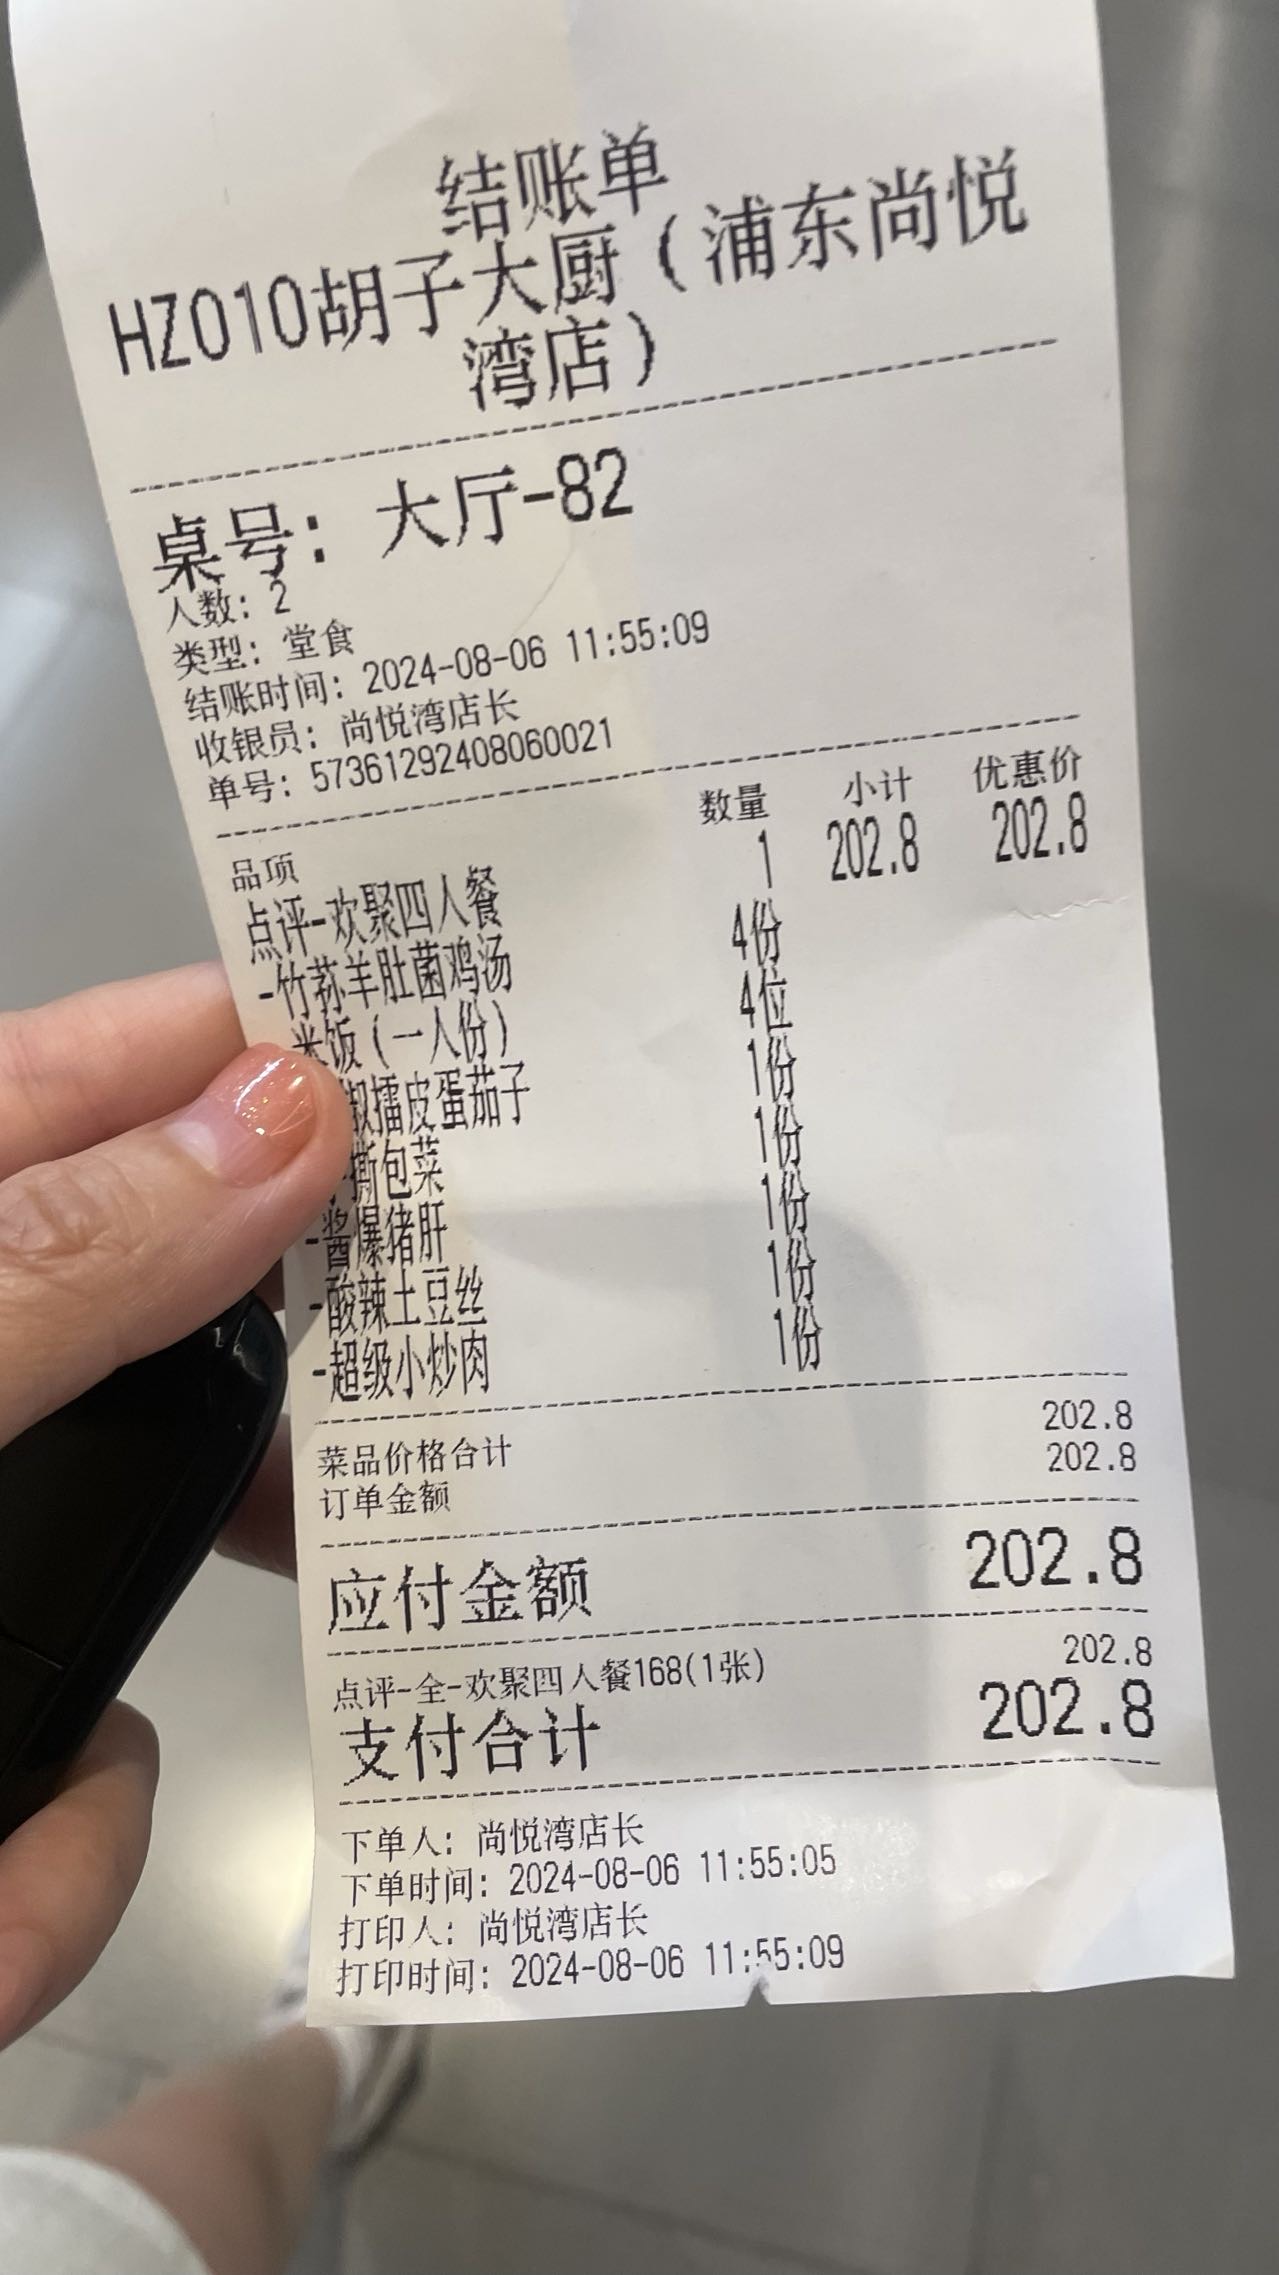 结账单
HZ010胡子大厨（浦东尚悦
湾店）
桌号：大厅-82
人数：2
类型：堂食
结账时间：2024-08-06 11:55:09
收银员：尚悦湾店长
单号：57361292408060021
品项 数量 小计 优惠价
点评-欢聚四人餐 1 202.8 202.8
-竹荪羊肚菌鸡汤 4份
米饭（一人份） 4位
椒擂皮蛋茄子 1份
撕包菜 1份
-酱爆猪肝 1份
-酸辣土豆丝 1份
-超级小炒肉 1份
菜品价格合计 202.8
订单金额 202.8
应付金额 202.8
点评-全-欢聚四人餐168(1张) 202.8
支付合计 202.8
下单人：尚悦湾店长
下单时间：2024-08-06 11:55:05
打印人：尚悦湾店长
打印时间：2024-08-06 11:55:09